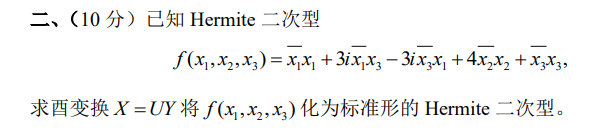 二、（10 分）已知 Hermite 二次型
f(x₁,x₂,x₃) = x̅₁x₁ + 3ix̅₁x₃ − 3ix̅₃x₁ + 4x̅₂x₂ + x̅₃x₃,
求酉变换 X = UY 将 f(x₁,x₂,x₃) 化为标准形的 Hermite 二次型。